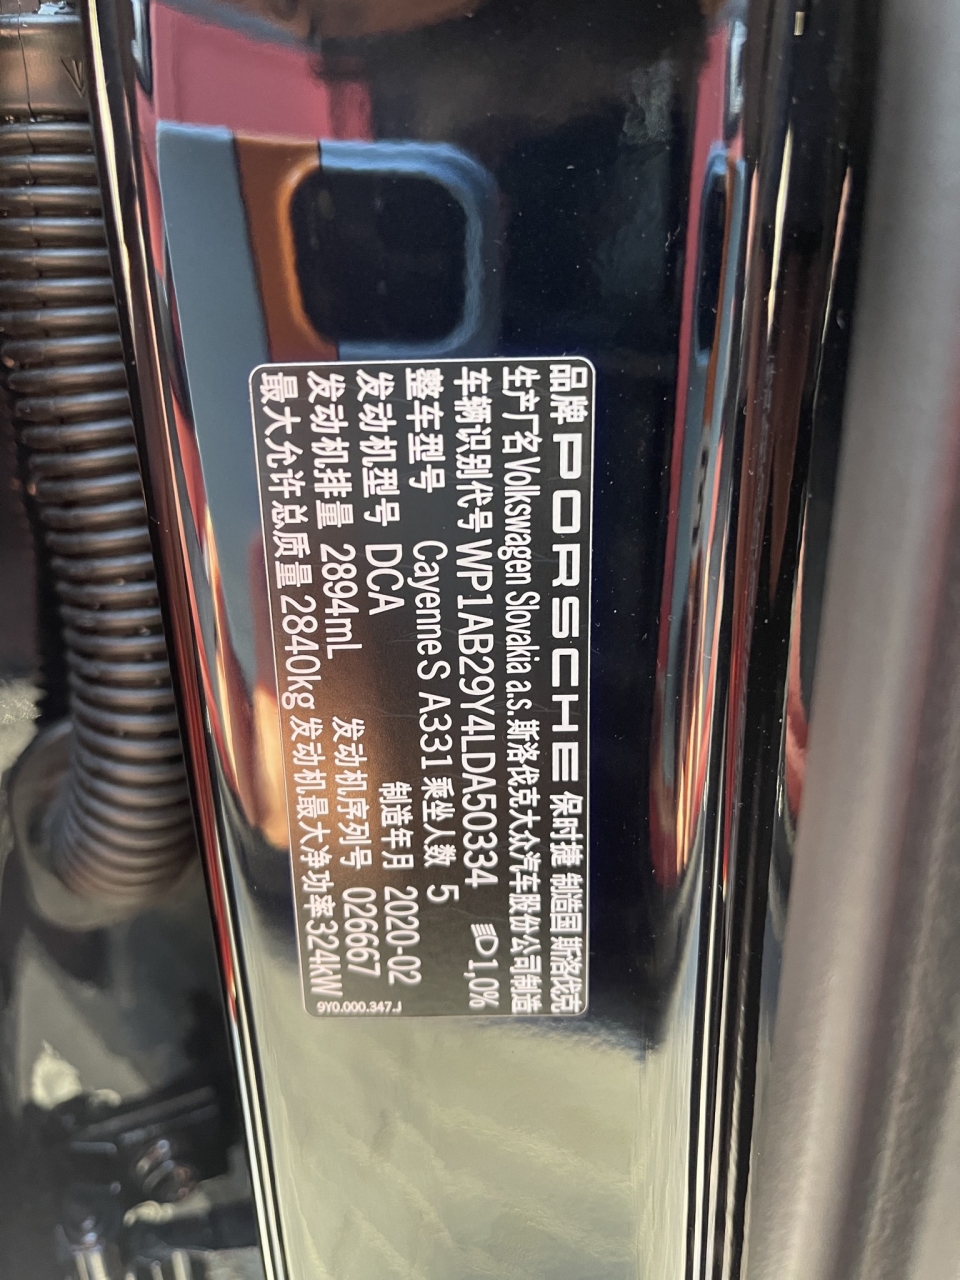 品牌 PORSCHE 保时捷 制造国 斯洛伐克
生产厂名 Volkswagen Slovakia a.s. 斯洛伐克大众汽车股份公司制造
车辆识别代号 WP1AB29Y4LDA50334 1,0%
整车型号 Cayenne S A331 乘坐人数 5
发动机型号 DCA 制造年月 2020-02
发动机排量 2894mL 发动机序列号 026667
最大允许总质量 2840kg 发动机最大净功率 324kW
9Y0.000.347.J